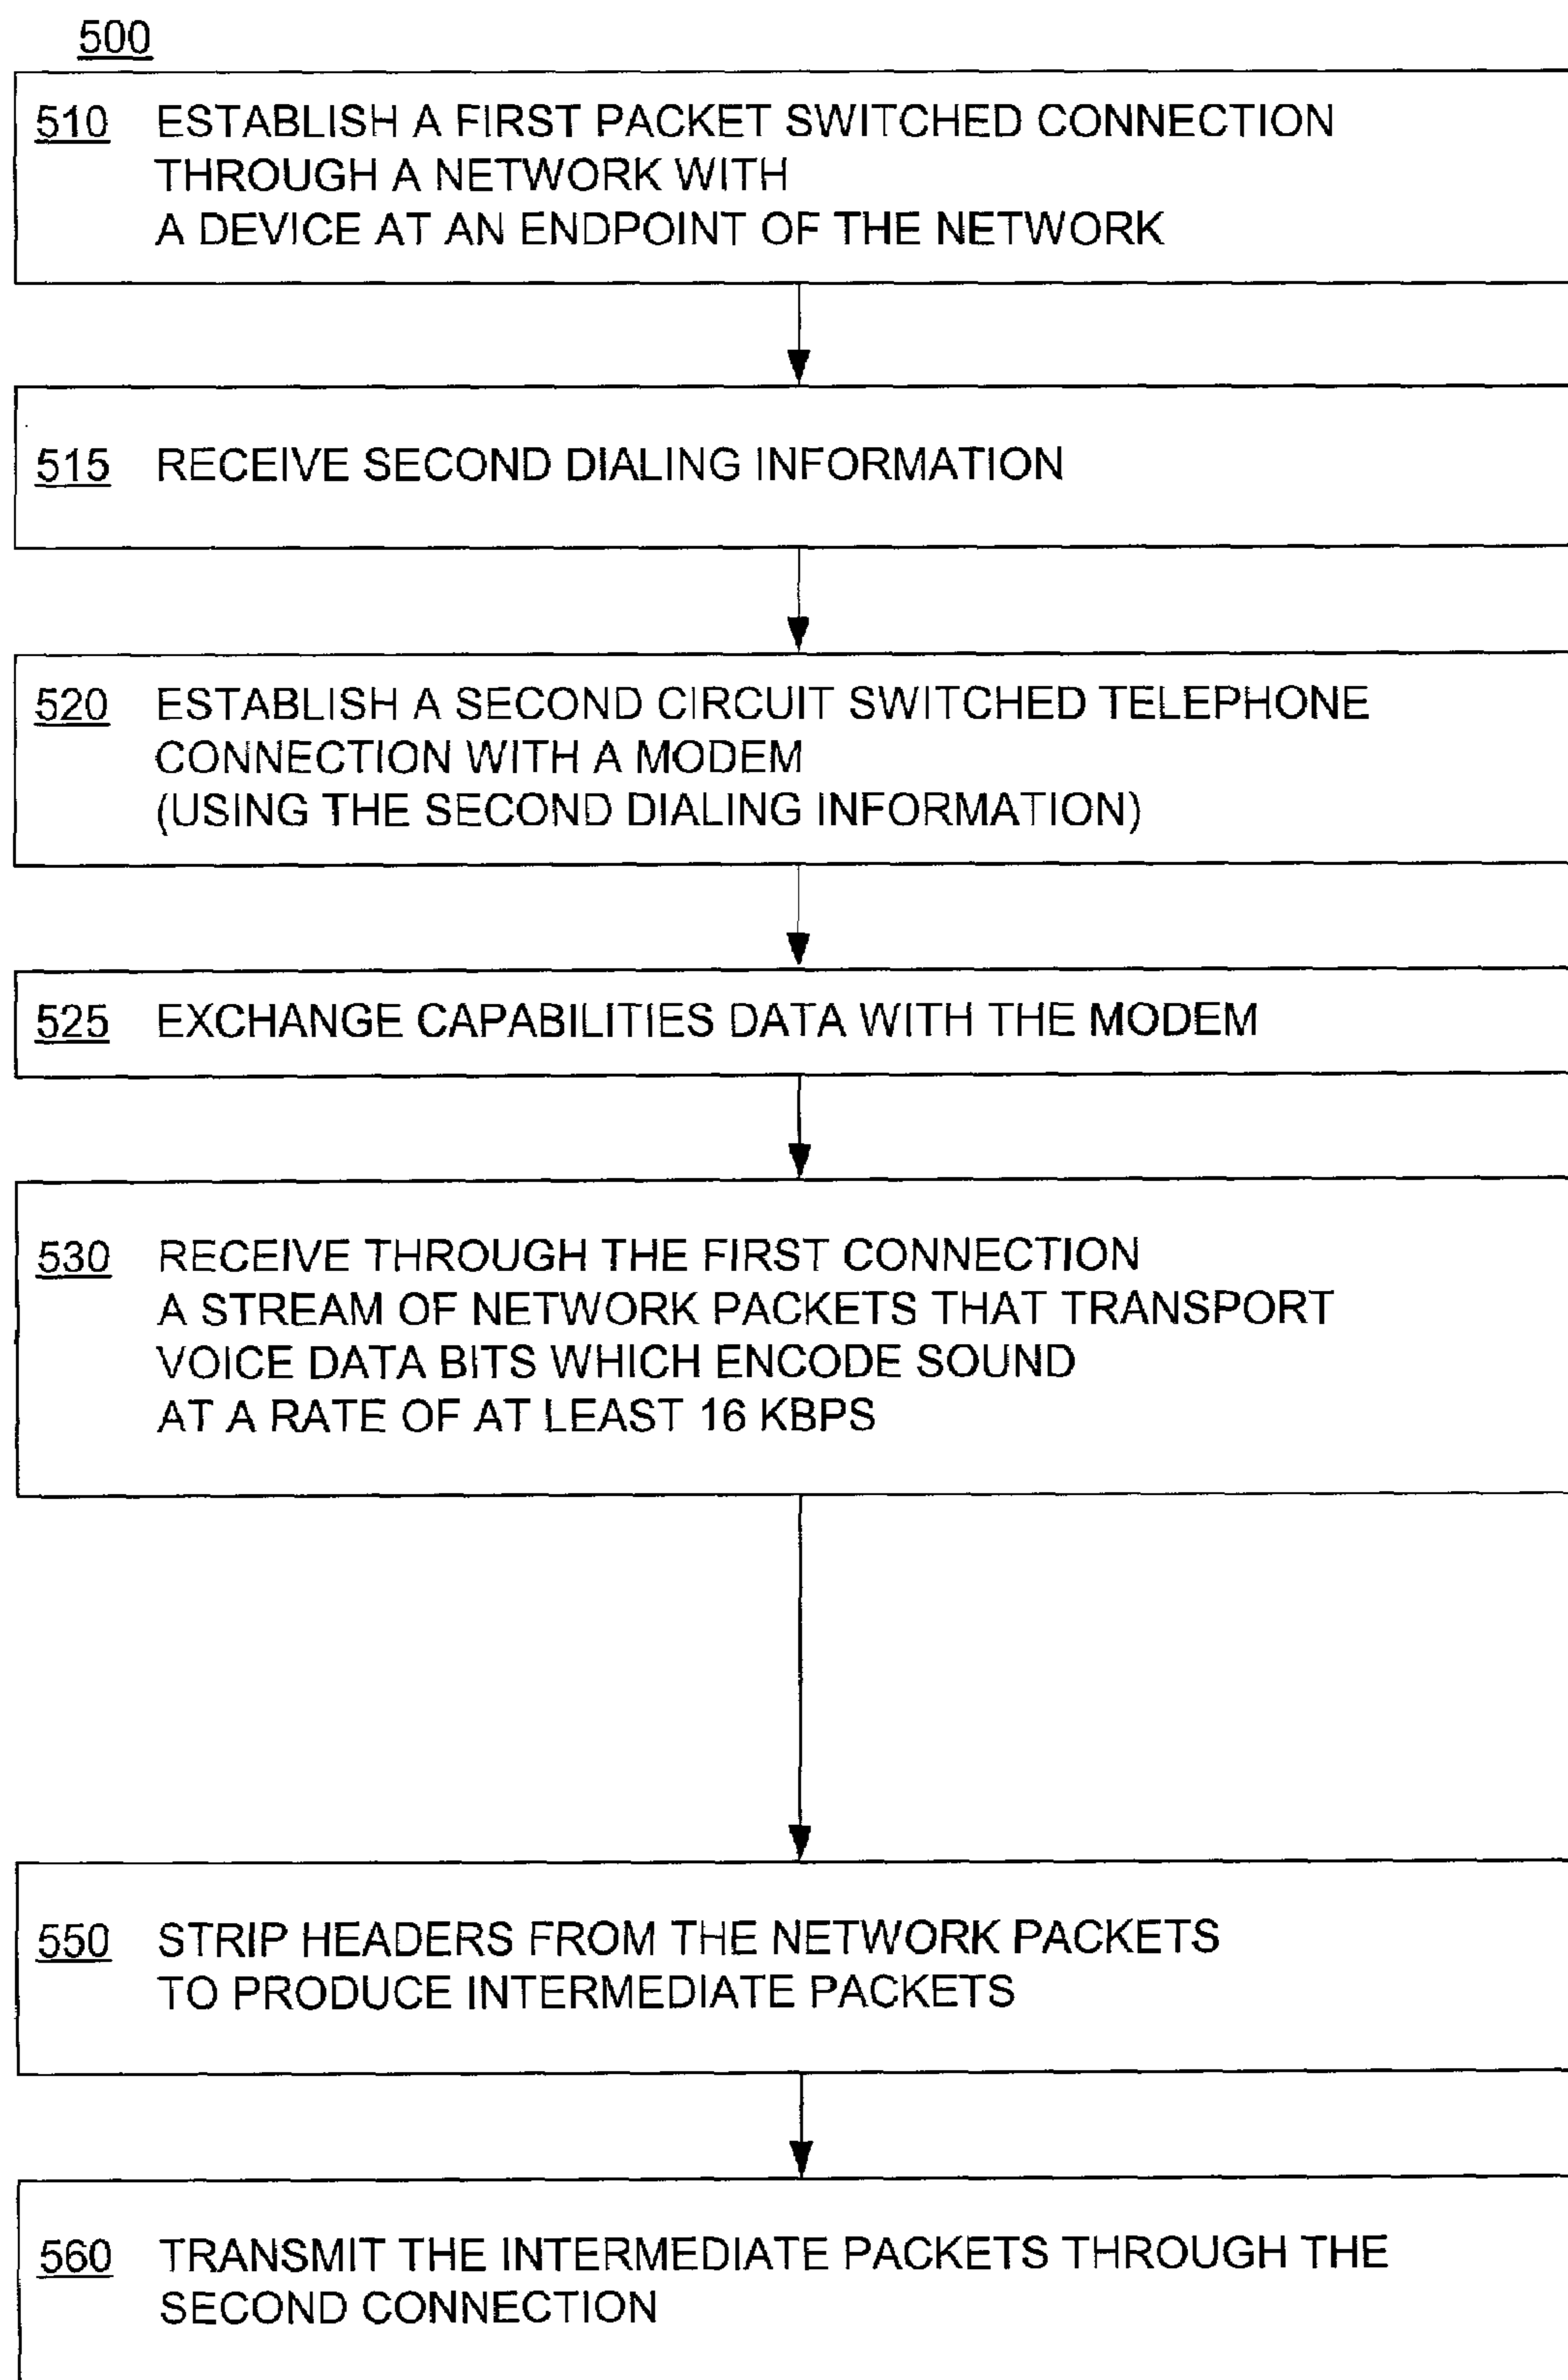 500
510 ESTABLISH A FIRST PACKET SWITCHED CONNECTION
THROUGH A NETWORK WITH
A DEVICE AT AN ENDPOINT OF THE NETWORK
515 RECEIVE SECOND DIALING INFORMATION
520 ESTABLISH A SECOND CIRCUIT SWITCHED TELEPHONE
CONNECTION WITH A MODEM
(USING THE SECOND DIALING INFORMATION)
525 EXCHANGE CAPABILITIES DATA WITH THE MODEM
530 RECEIVE THROUGH THE FIRST CONNECTION
A STREAM OF NETWORK PACKETS THAT TRANSPORT
VOICE DATA BITS WHICH ENCODE SOUND
AT A RATE OF AT LEAST 16 KBPS
550 STRIP HEADERS FROM THE NETWORK PACKETS
TO PRODUCE INTERMEDIATE PACKETS
560 TRANSMIT THE INTERMEDIATE PACKETS THROUGH THE
SECOND CONNECTION